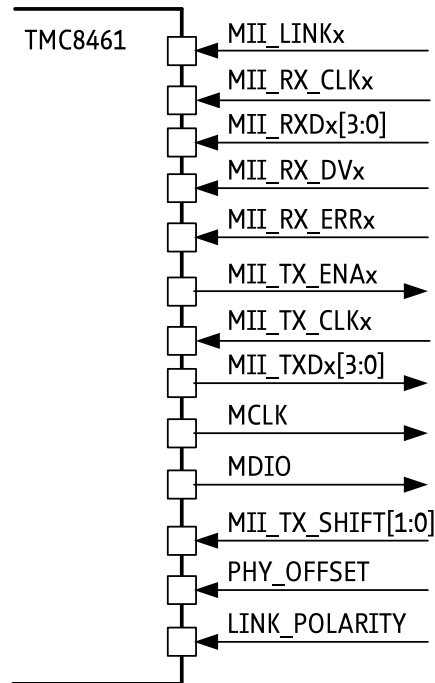 TMC8461
MII_LINKx
MII_RX_CLKx
MII_RXDx[3:0]
MII_RX_DVx
MII_RX_ERRx
MII_TX_ENAx
MII_TX_CLKx
MII_TXDx[3:0]
MCLK
MDIO
MII_TX_SHIFT[1:0]
PHY_OFFSET
LINK_POLARITY